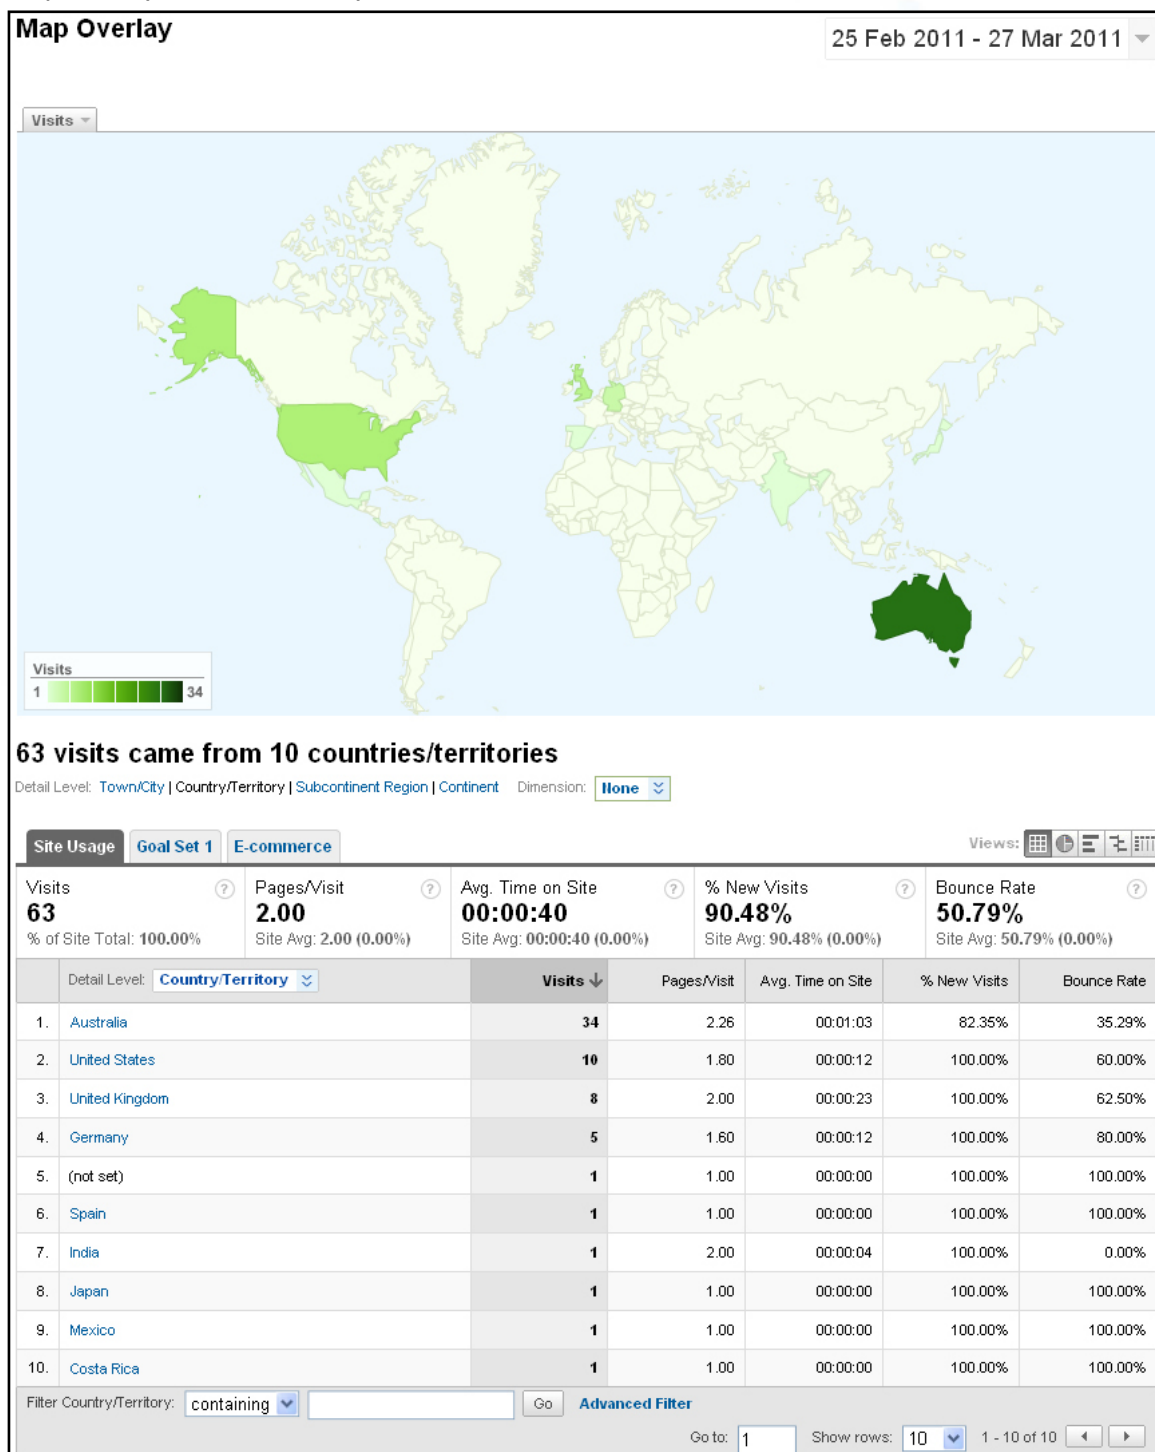 Map Overlay
25 Feb 2011 - 27 Mar 2011
Visits
Visits
1 34
63 visits came from 10 countries/territories
Detail Level: Town/City | Country/Territory | Subcontinent Region | Continent Dimension: None
Site Usage Goal Set 1 E-commerce Views:
Visits ? Pages/Visit ? Avg. Time on Site ? % New Visits ? Bounce Rate ?
63 2.00 00:00:40 90.48% 50.79%
% of Site Total: 100.00% Site Avg: 2.00 (0.00%) Site Avg: 00:00:40 (0.00%) Site Avg: 90.48% (0.00%) Site Avg: 50.79% (0.00%)
Detail Level: Country/Territory Visits ↓ Pages/Visit Avg. Time on Site % New Visits Bounce Rate
1. Australia 34 2.26 00:01:03 82.35% 35.29%
2. United States 10 1.80 00:00:12 100.00% 60.00%
3. United Kingdom 8 2.00 00:00:23 100.00% 62.50%
4. Germany 5 1.60 00:00:12 100.00% 80.00%
5. (not set) 1 1.00 00:00:00 100.00% 100.00%
6. Spain 1 1.00 00:00:00 100.00% 100.00%
7. India 1 2.00 00:00:04 100.00% 0.00%
8. Japan 1 1.00 00:00:00 100.00% 100.00%
9. Mexico 1 1.00 00:00:00 100.00% 100.00%
10. Costa Rica 1 1.00 00:00:00 100.00% 100.00%
Filter Country/Territory: containing Go Advanced Filter
Go to: 1 Show rows: 10 1 - 10 of 10